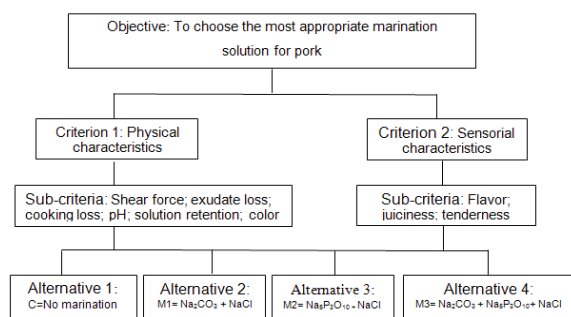 Objective: To choose the most appropriate marination
solution for pork
Criterion 1: Physical
characteristics
Criterion 2: Sensorial
characteristics
Sub-criteria: Shear force; exudate loss;
cooking loss; pH; solution retention; color
Sub-criteria: Flavor;
juiciness; tenderness
Alternative 1:
C=No marination
Alternative 2:
M1= Na₂CO₃ + NaCl
Alternative 3:
M2= Na₅P₃O₁₀ + NaCl
Alternative 4:
M3= Na₂CO₃ + Na₅P₃O₁₀+ NaCl